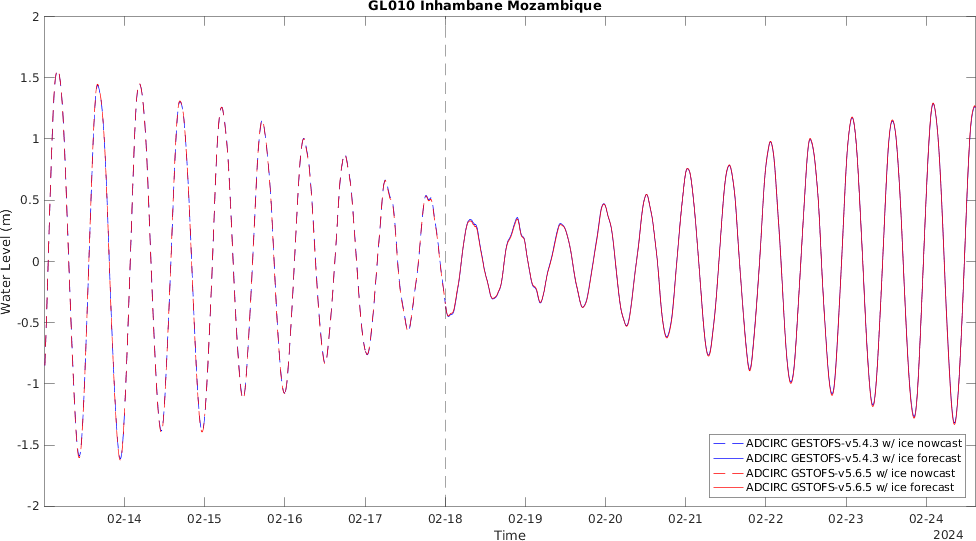 GL010 Inhambane Mozambique
2
1.5
1
0.5
0
-0.5
-1
-1.5
-2
Water Level (m)
ADCIRC GESTOFS-v5.4.3 w/ ice nowcast
ADCIRC GESTOFS-v5.4.3 w/ ice forecast
ADCIRC GSTOFS-v5.6.5 w/ ice nowcast
ADCIRC GSTOFS-v5.6.5 w/ ice forecast
02-14 02-15 02-16 02-17 02-18 02-19 02-20 02-21 02-22 02-23 02-24
Time
2024